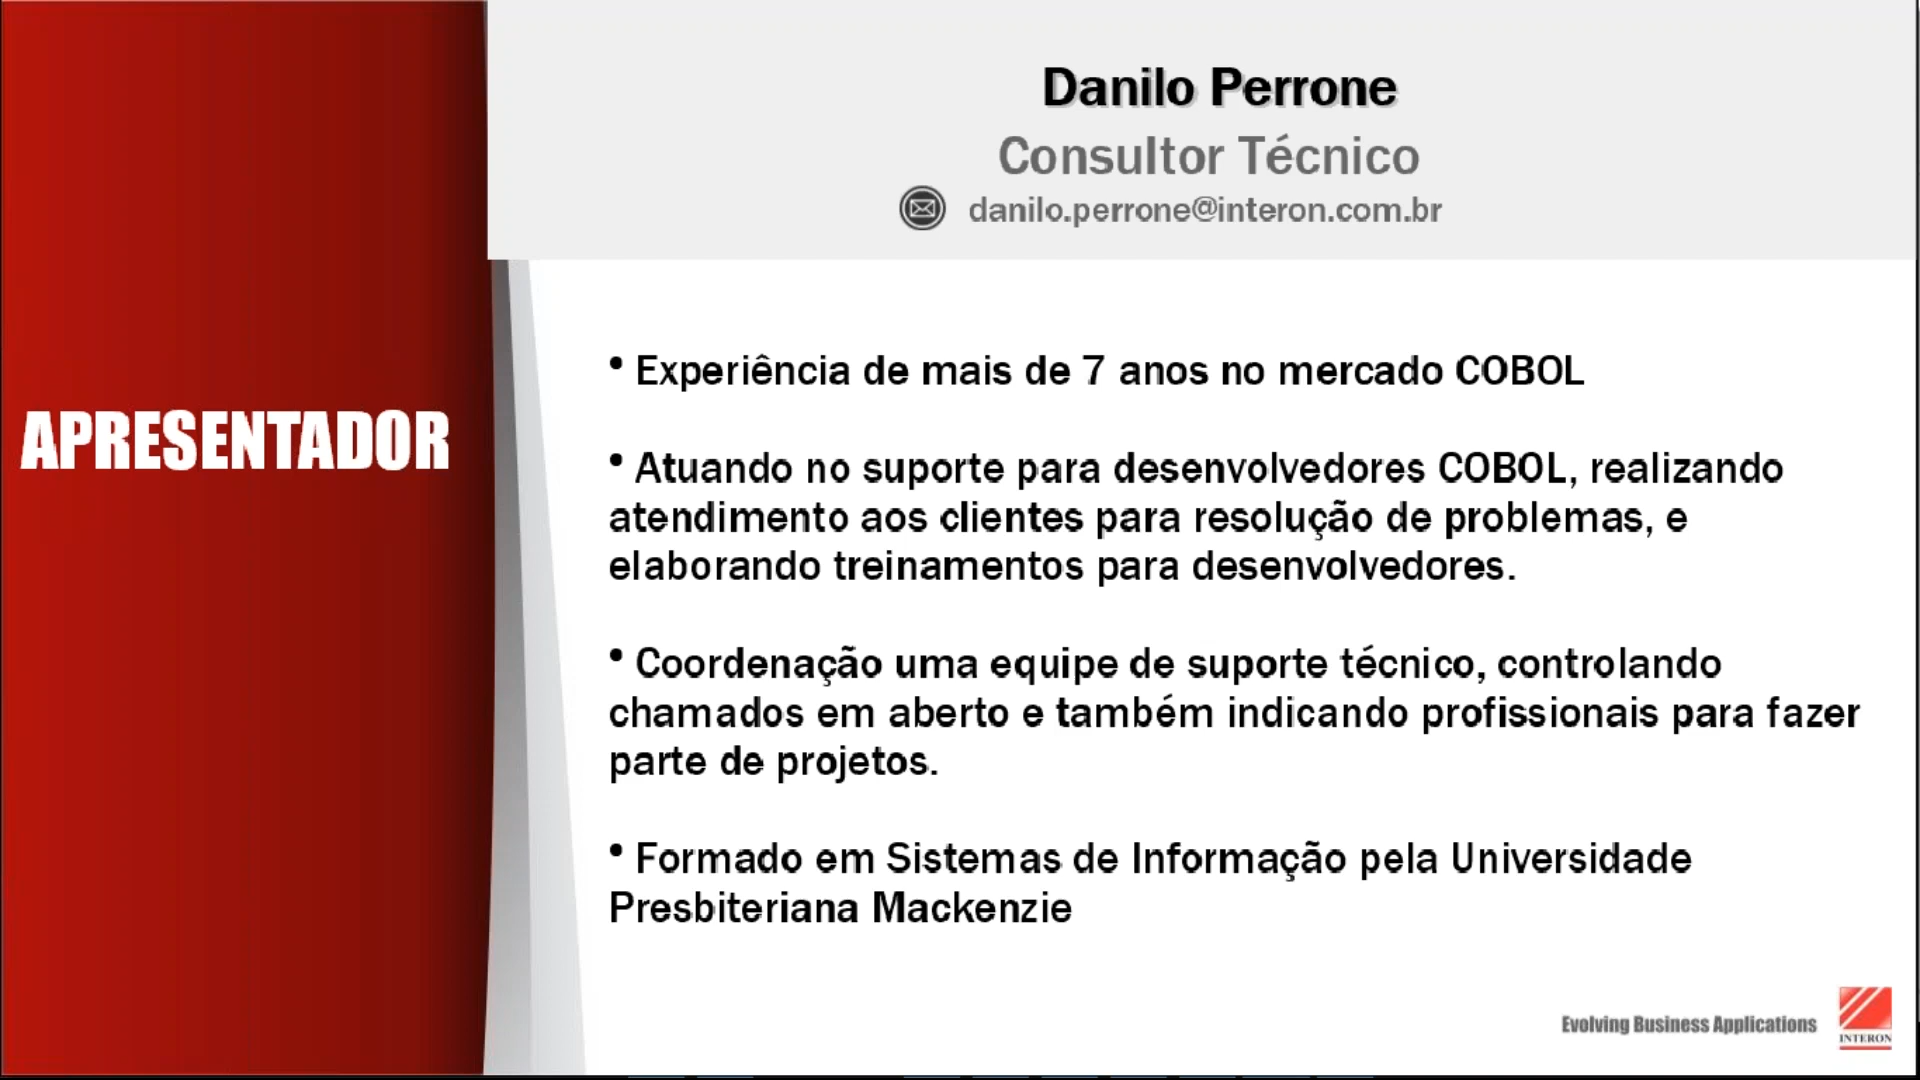 Danilo Perrone
Consultor Técnico
danilo.perrone@interon.com.br
APRESENTADOR
• Experiência de mais de 7 anos no mercado COBOL
• Atuando no suporte para desenvolvedores COBOL, realizando
atendimento aos clientes para resolução de problemas, e
elaborando treinamentos para desenvolvedores.
• Coordenação uma equipe de suporte técnico, controlando
chamados em aberto e também indicando profissionais para fazer
parte de projetos.
• Formado em Sistemas de Informação pela Universidade
Presbiteriana Mackenzie
Evolving Business Applications
INTERON